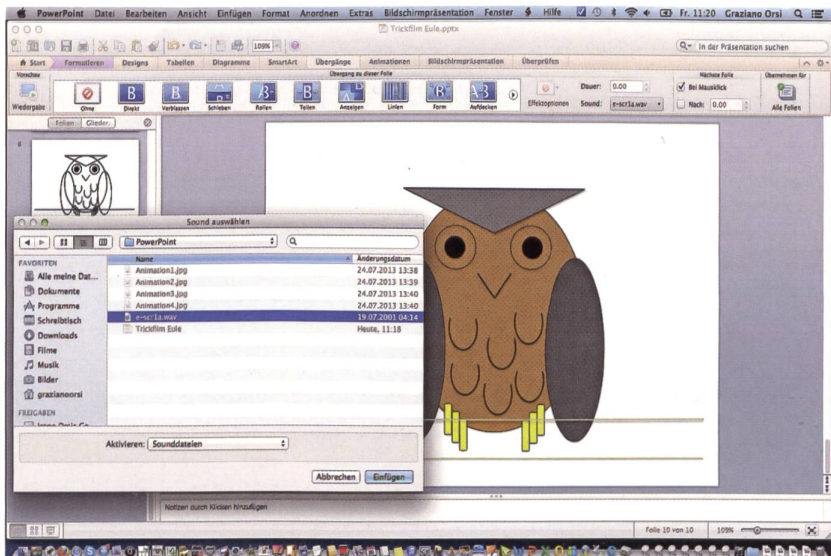 PowerPoint Datei Bearbeiten Ansicht Einfügen Format Anordnen Extras Bildschirmpräsentation Fenster Hilfe Fr. 11:20 Graziano Orsi
Trickfilm Eule.pptx
109% In der Präsentation suchen
Start Formatieren Designs Tabellen Diagramme SmartArt Übergänge Animationen Bildschirmpräsentation Überprüfen
Vorschau Übergang zu dieser Folie Nächste Folie Übernehmen für
Dauer: 0.00 Bei Mausklick
Effektoptionen Sound: e-scr1a.wav Nach: 0.00
Wiedergabe Ohne Direkt Verblassen Schieben Rollen Teilen Anzeigen Linien Form Aufdecken Alle Folien
Folien Glieder.
Sound auswählen
PowerPoint
FAVORITEN
Alle meine Dat...
Dokumente
Programme
Schreibtisch
Downloads
Filme
Musik
Bilder
grazianoorsi
FREIGABEN
Name Änderungsdatum
Animation1.jpg 24.07.2013 13:38
Animation2.jpg 24.07.2013 13:39
Animation3.jpg 24.07.2013 13:40
Animation4.jpg 24.07.2013 13:40
e-scr1a.wav 19.07.2001 04:14
Trickfilm Eule Heute, 11:18
Aktivieren: Sounddateien
Abbrechen Einfügen
Notizen durch Klicken hinzufügen
Folie 10 von 10 109%